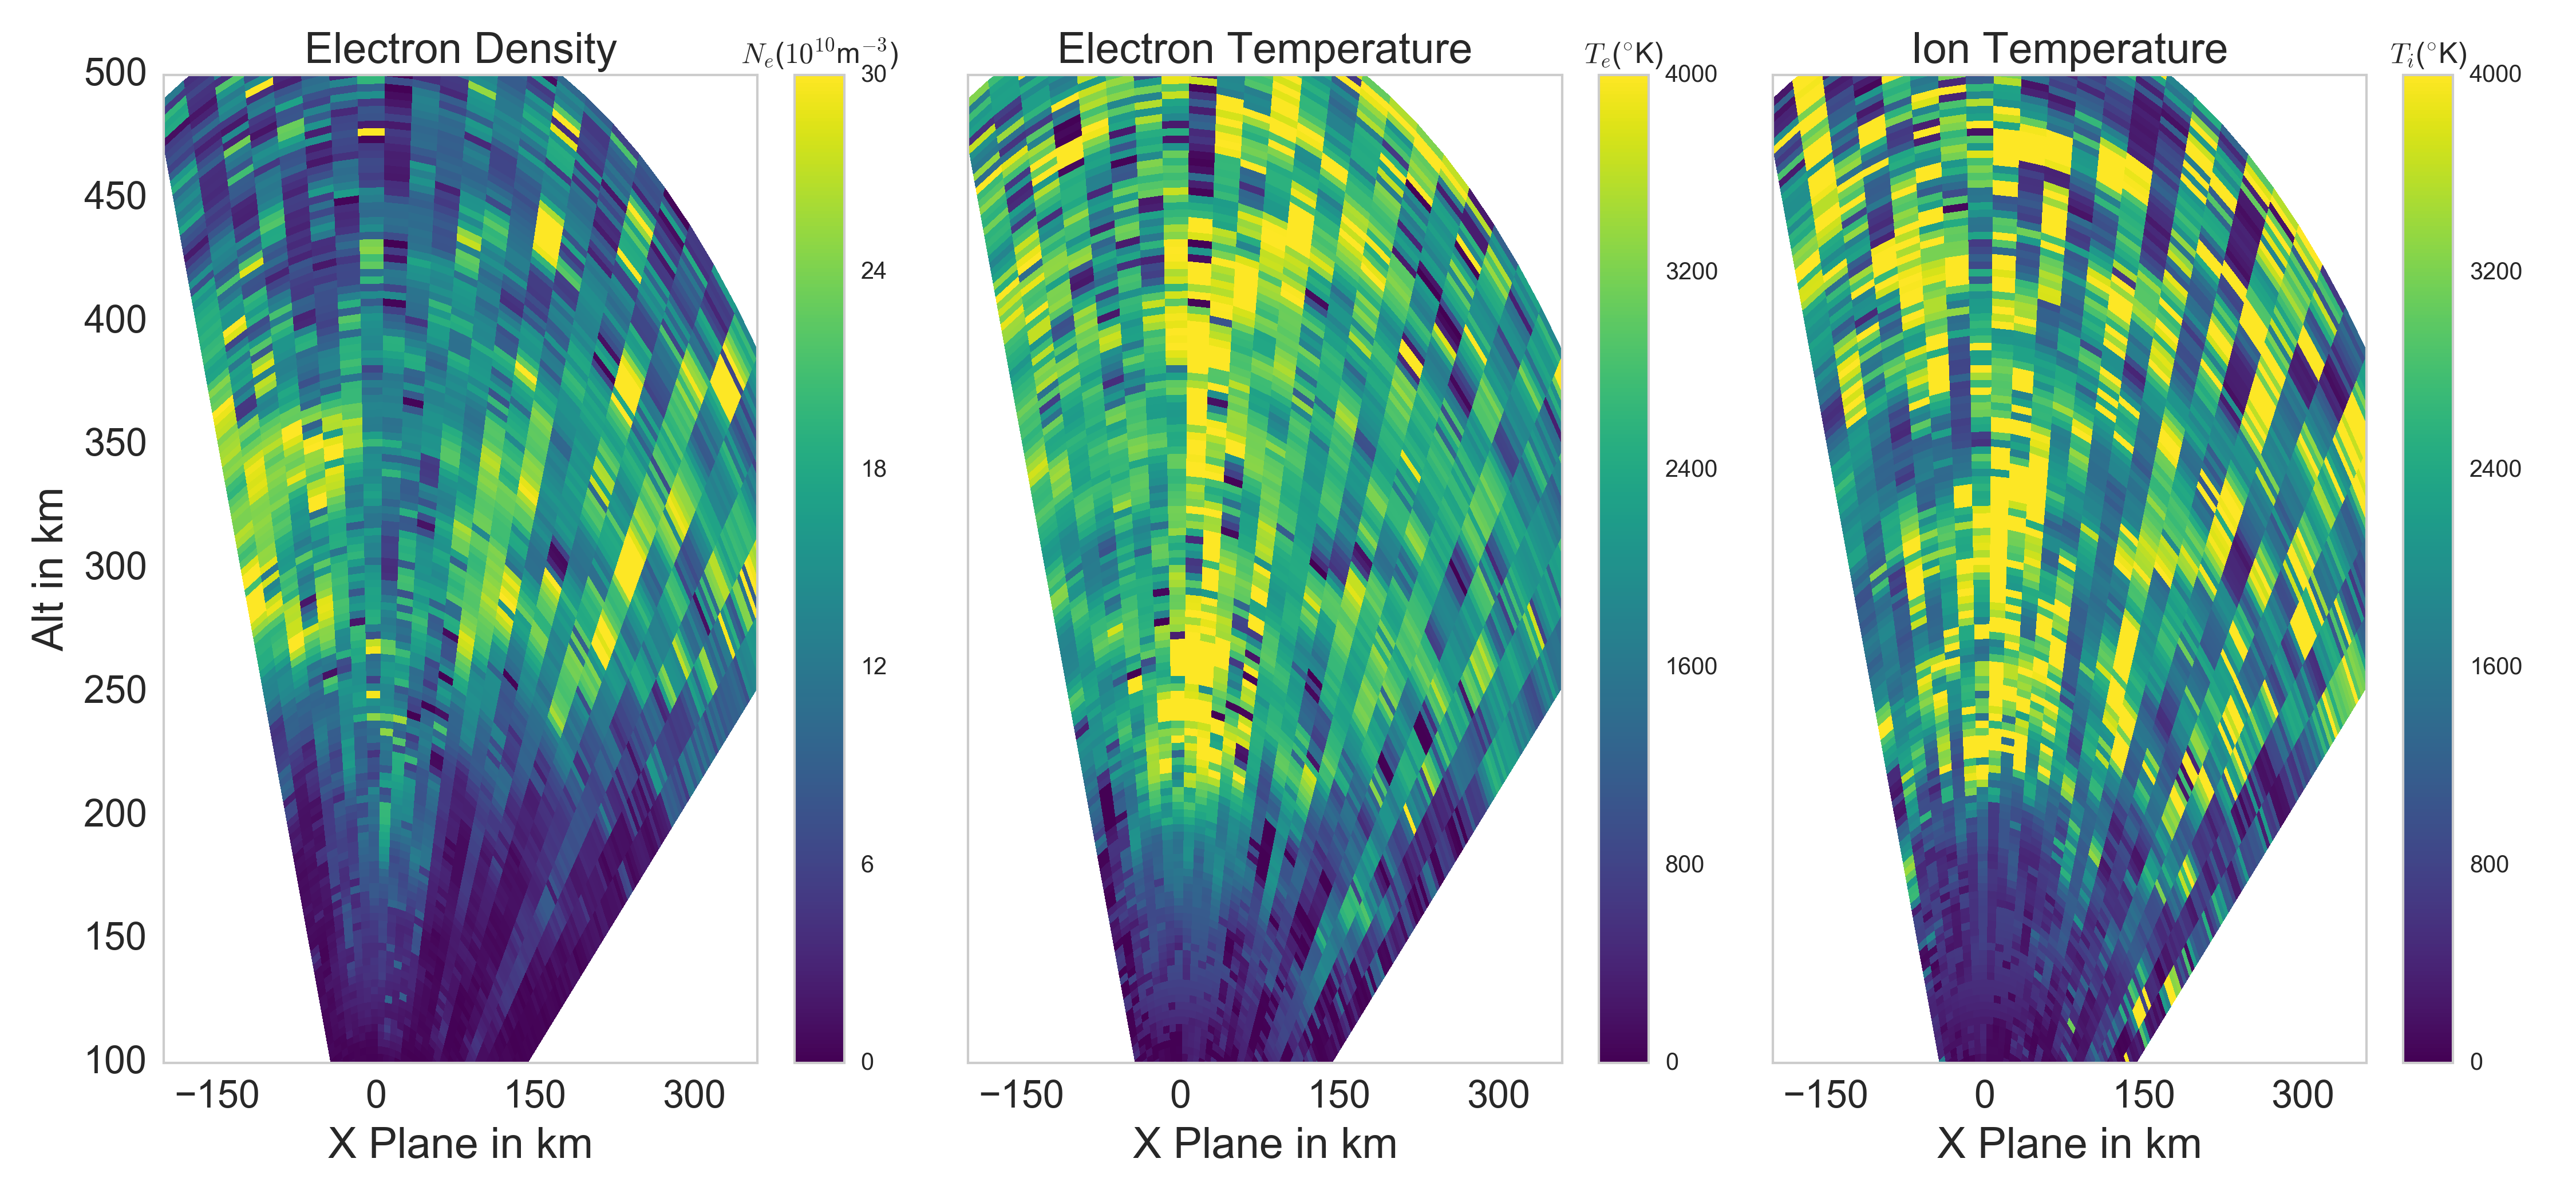 Electron Density
Electron Temperature
Ion Temperature
N_e(10^{10}m^{-3})
T_e(°K)
T_i(°K)
500
450
400
350
300
250
200
150
100
Alt in km
30
24
18
12
6
0
4000
3200
2400
1600
800
0
4000
3200
2400
1600
800
0
−150 0 150 300
−150 0 150 300
−150 0 150 300
X Plane in km
X Plane in km
X Plane in km